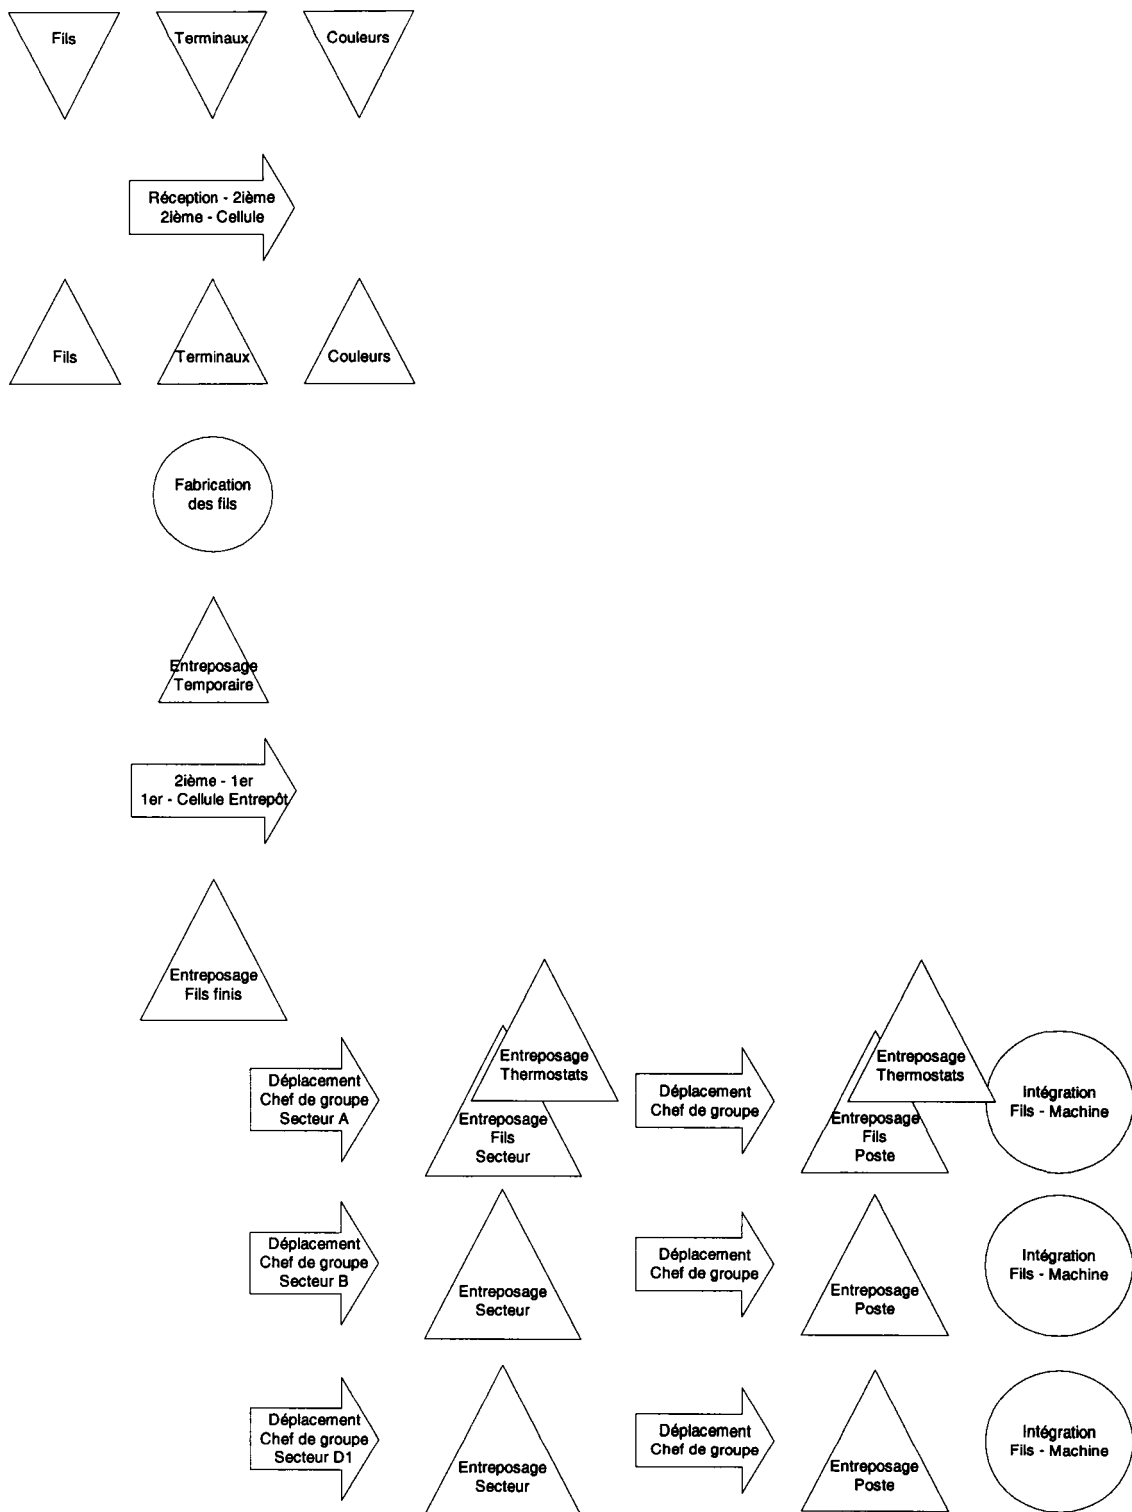 Fils
Terminaux
Couleurs
Réception - 2ième
2ième - Cellule
Fils
Terminaux
Couleurs
Fabrication
des fils
Entreposage
Temporaire
2ième - 1er
1er - Cellule Entrepôt
Entreposage
Fils finis
Déplacement
Chef de groupe
Secteur A
Entreposage
Thermostats
Entreposage
Fils
Secteur
Déplacement
Chef de groupe
Entreposage
Thermostats
Entreposage
Fils
Poste
Intégration
Fils - Machine
Déplacement
Chef de groupe
Secteur B
Entreposage
Secteur
Déplacement
Chef de groupe
Entreposage
Poste
Intégration
Fils - Machine
Déplacement
Chef de groupe
Secteur D1
Entreposage
Secteur
Déplacement
Chef de groupe
Entreposage
Poste
Intégration
Fils - Machine